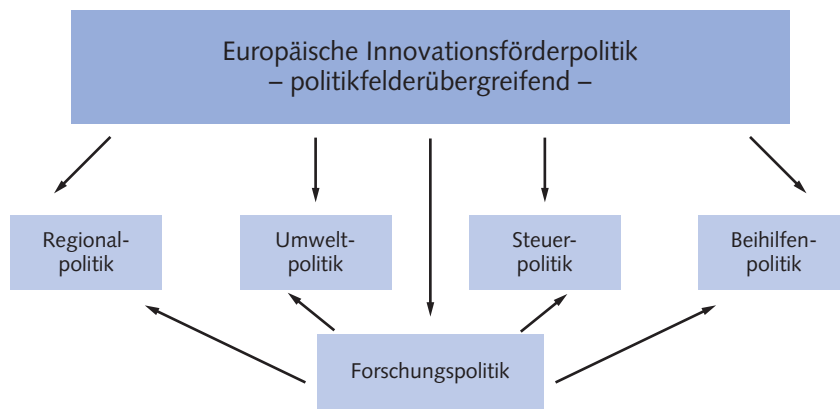 Europäische Innovationsförderpolitik
– politikfelderübergreifend –
Regional-
politik
Umwelt-
politik
Steuer-
politik
Beihilfen-
politik
Forschungspolitik